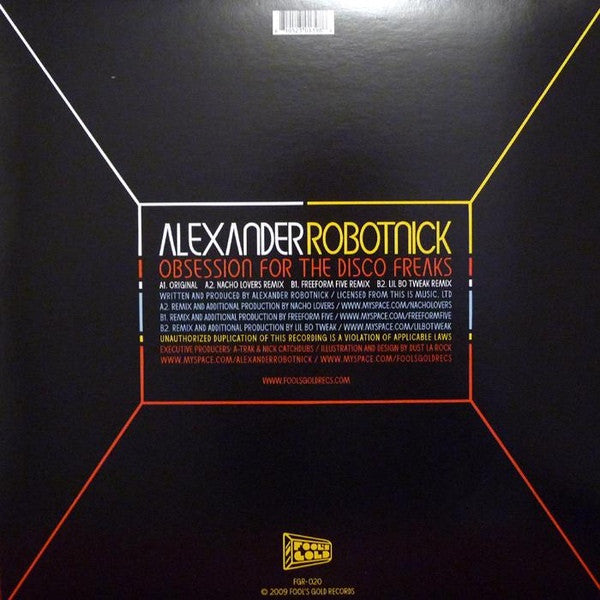 ALEXANDER ROBOTNICK
OBSESSION FOR THE DISCO FREAKS
A1. ORIGINAL A2. NACHO LOVERS REMIX B1. FREEFORM FIVE REMIX B2. LIL BO TWEAK REMIX
WRITTEN AND PRODUCED BY ALEXANDER ROBOTNICK / LICENSED FROM THIS IS MUSIC. LTD
A2. REMIX AND ADDITIONAL PRODUCTION BY NACHO LOVERS / WWW.MYSPACE.COM/NACHOLOVERS
B1. REMIX AND ADDITIONAL PRODUCTION BY FREEFORM FIVE / WWW.MYSPACE.COM/FREEFORMFIVE
B2. REMIX AND ADDITIONAL PRODUCTION BY LIL BO TWEAK / WWW.MYSPACE.COM/LILBOTWEAK
UNAUTHORIZED DUPLICATION OF THIS RECORDING IS A VIOLATION OF APPLICABLE LAWS
EXECUTIVE PRODUCERS: A-TRAK & NICK CATCHDUBS / ILLUSTRATION AND DESIGN BY DUST LA ROCK
WWW.MYSPACE.COM/ALEXANDERROBOTNICK / WWW.MYSPACE.COM/FOOLSGOLDRECS
WWW.FOOLSGOLDRECS.COM
FOOL'S
GOLD
FGR-020
© 2009 FOOL'S GOLD RECORDS